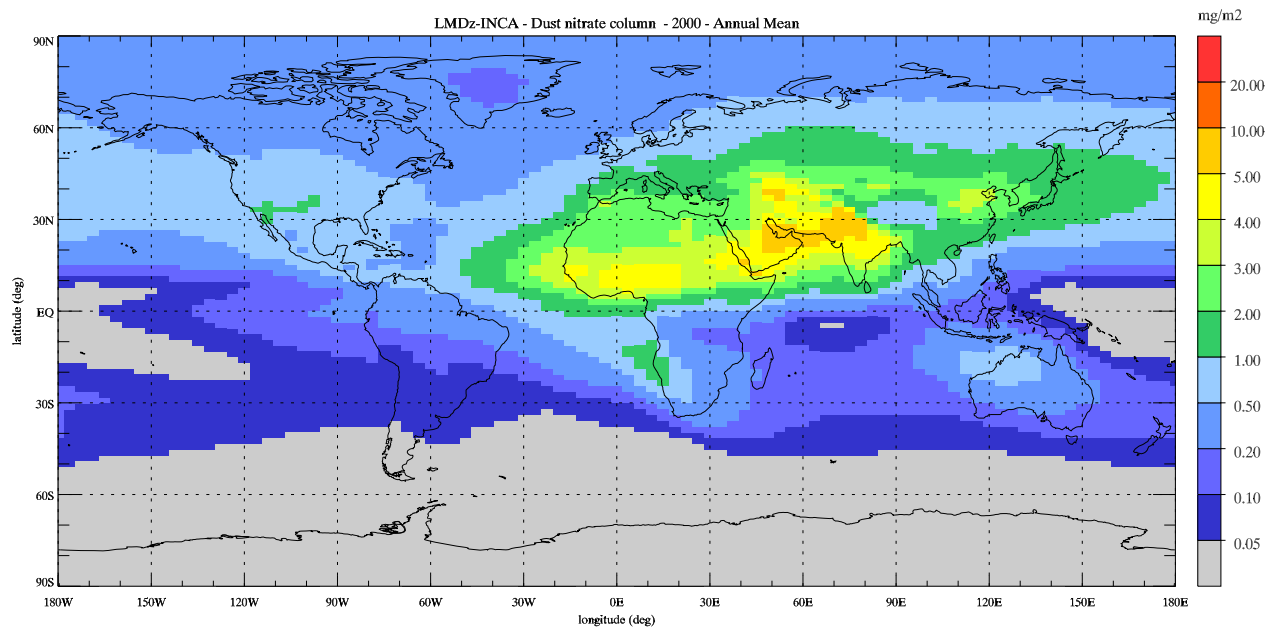 LMDz-INCA - Dust nitrate column - 2000 - Annual Mean
mg/m2
90N
60N
30N
EQ
30S
60S
90S
latitude (deg)
180W 150W 120W 90W 60W 30W 0E 30E 60E 90E 120E 150E 180E
longitude (deg)
20.00
10.00
5.00
4.00
3.00
2.00
1.00
0.50
0.20
0.10
0.05